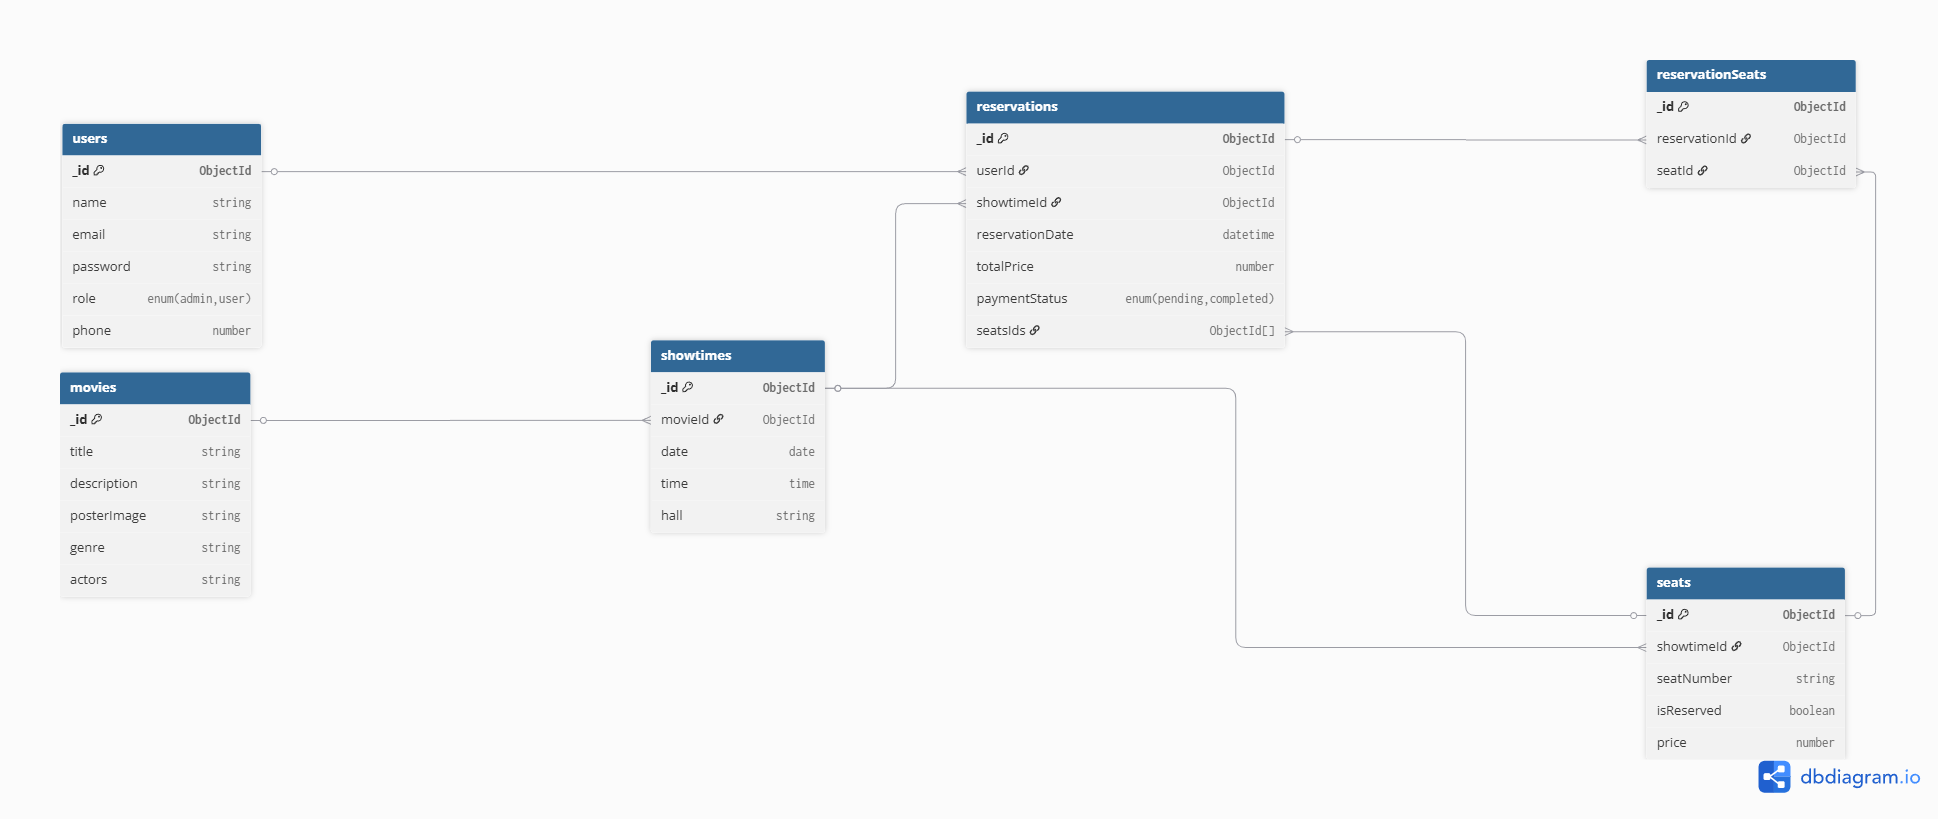 users
_id ObjectId
name string
email string
password string
role enum(admin,user)
phone number
movies
_id ObjectId
title string
description string
posterImage string
genre string
actors string
showtimes
_id ObjectId
movieId ObjectId
date date
time time
hall string
reservations
_id ObjectId
userId ObjectId
showtimeId ObjectId
reservationDate datetime
totalPrice number
paymentStatus enum(pending,completed)
seatsIds ObjectId[]
reservationSeats
_id ObjectId
reservationId ObjectId
seatId ObjectId
seats
_id ObjectId
showtimeId ObjectId
seatNumber string
isReserved boolean
price number
dbdiagram.io